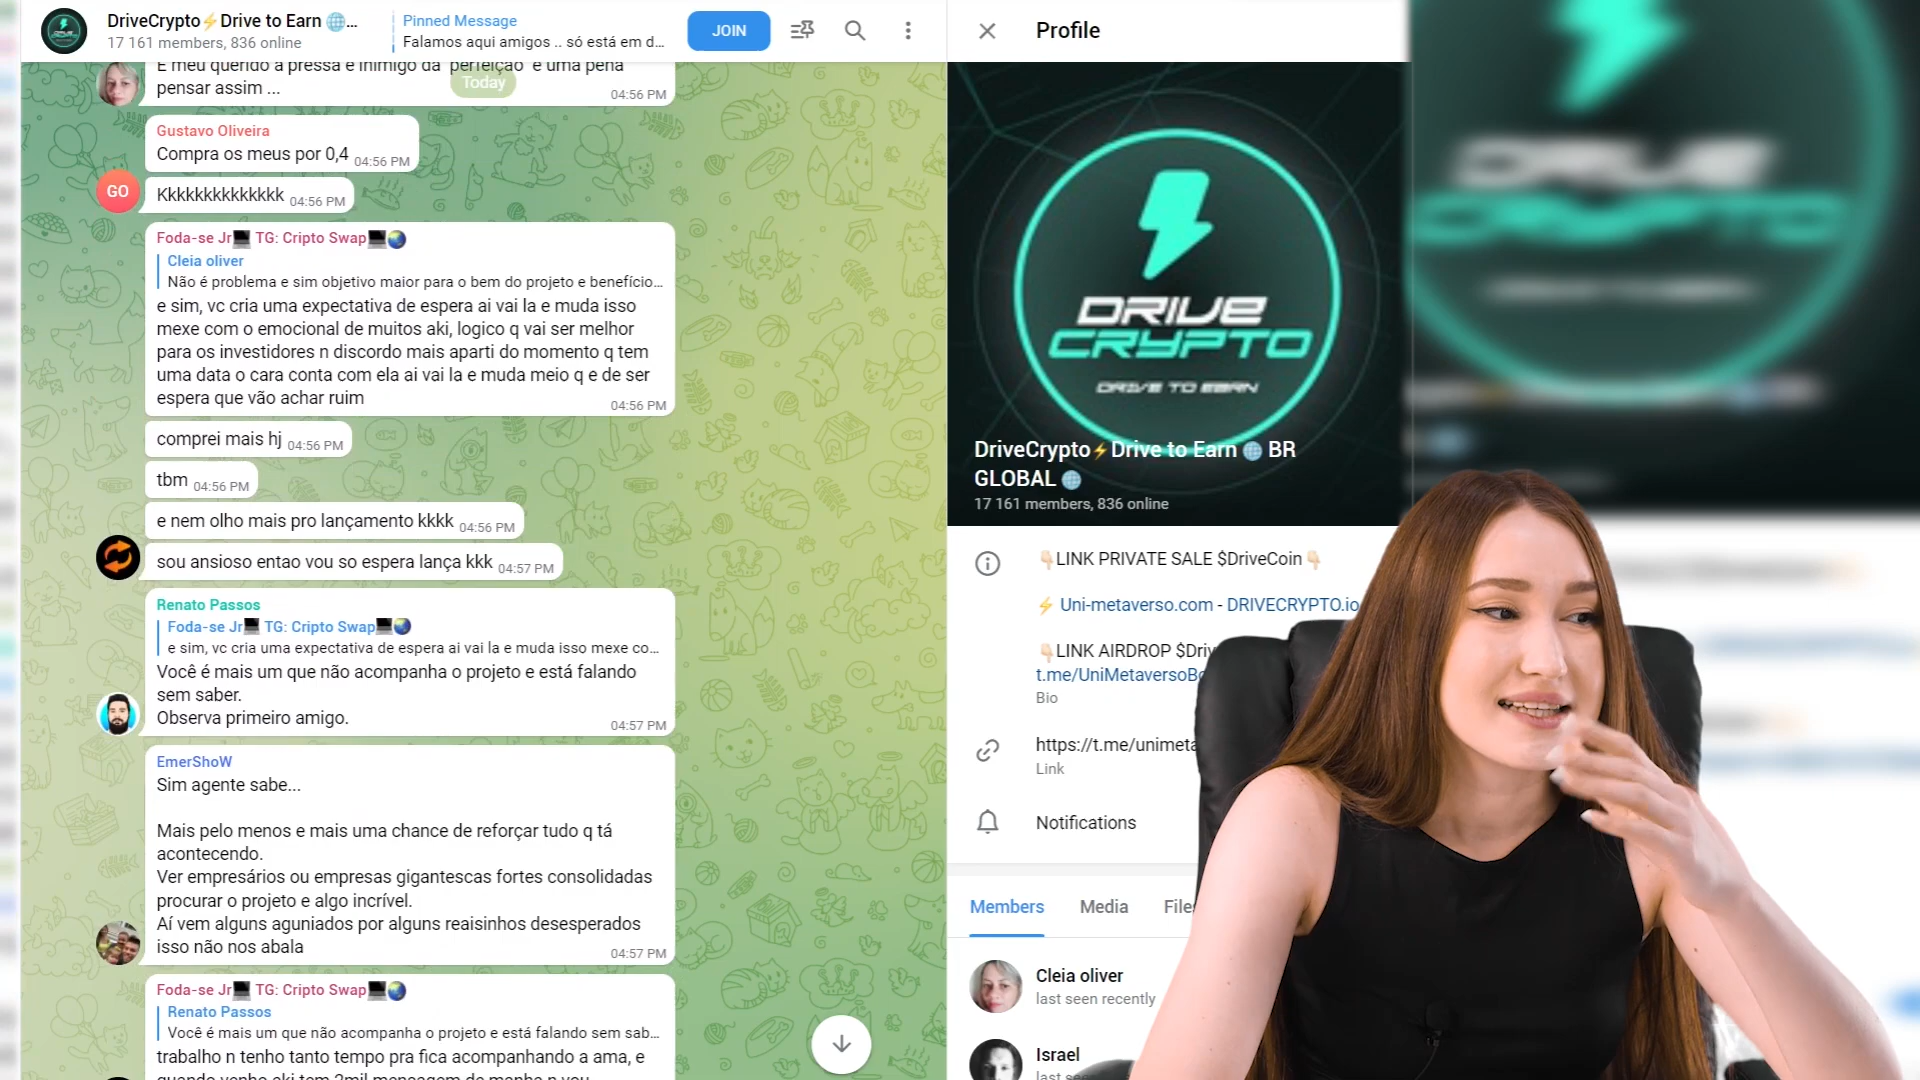 DriveCrypto⚡Drive to Earn 🌐...
17 161 members, 836 online
Pinned Message
Falamos aqui amigos .. só está em d...
JOIN
Today
É meu querido a pressa é inimigo da "perfeição" é uma pena
pensar assim ...
04:56 PM
Gustavo Oliveira
Compra os meus por 0,4 04:56 PM
GO
Kkkkkkkkkkkkkk 04:56 PM
Foda-se Jr💻 TG: Cripto Swap💻🌏
Cleia oliver
Não é problema e sim objetivo maior para o bem do projeto e benefício...
e sim, vc cria uma expectativa de espera ai vai la e muda isso
mexe com o emocional de muitos aki, logico q vai ser melhor
para os investidores n discordo mais aparti do momento q tem
uma data o cara conta com ela ai vai la e muda meio q e de ser
espera que vão achar ruim
04:56 PM
comprei mais hj 04:56 PM
tbm 04:56 PM
e nem olho mais pro lançamento kkkk 04:56 PM
sou ansioso entao vou so espera lança kkk 04:57 PM
Renato Passos
Foda-se Jr💻 TG: Cripto Swap💻🌏
e sim, vc cria uma expectativa de espera ai vai la e muda isso mexe co...
Você é mais um que não acompanha o projeto e está falando
sem saber.
Observa primeiro amigo.
04:57 PM
EmerShoW
Sim agente sabe...
Mais pelo menos e mais uma chance de reforçar tudo q tá
acontecendo.
Ver empresários ou empresas gigantescas fortes consolidadas
procurar o projeto e algo incrível.
Aí vem alguns aguniados por alguns reaisinhos desesperados
isso não nos abala
04:57 PM
Foda-se Jr💻 TG: Cripto Swap💻🌏
Renato Passos
Você é mais um que não acompanha o projeto e está falando sem sab...
trabalho n tenho tanto tempo pra fica acompanhando a ama, e
Profile
DRIVE
CRYPTO
DRIVE TO EARN
DriveCrypto⚡Drive to Earn 🌐 BR
GLOBAL 🌐
17 161 members, 836 online
👇🏻LINK PRIVATE SALE $DriveCoin👇🏻
⚡ Uni-metaverso.com - DRIVECRYPTO.io
👇🏻LINK AIRDROP $Driv
t.me/UniMetaversoBo
Bio
https://t.me/unimeta
Link
Notifications
Members
Media
Files
Cleia oliver
last seen recently
Israel
last see
DRIVE
CRYPTO